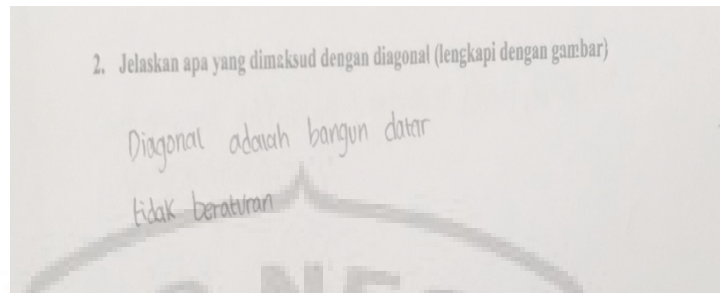 2. Jelaskan apa yang dimaksud dengan diagonal (lengkapi dengan gambar)
Diagonal adalah bangun datar
tidak beraturan